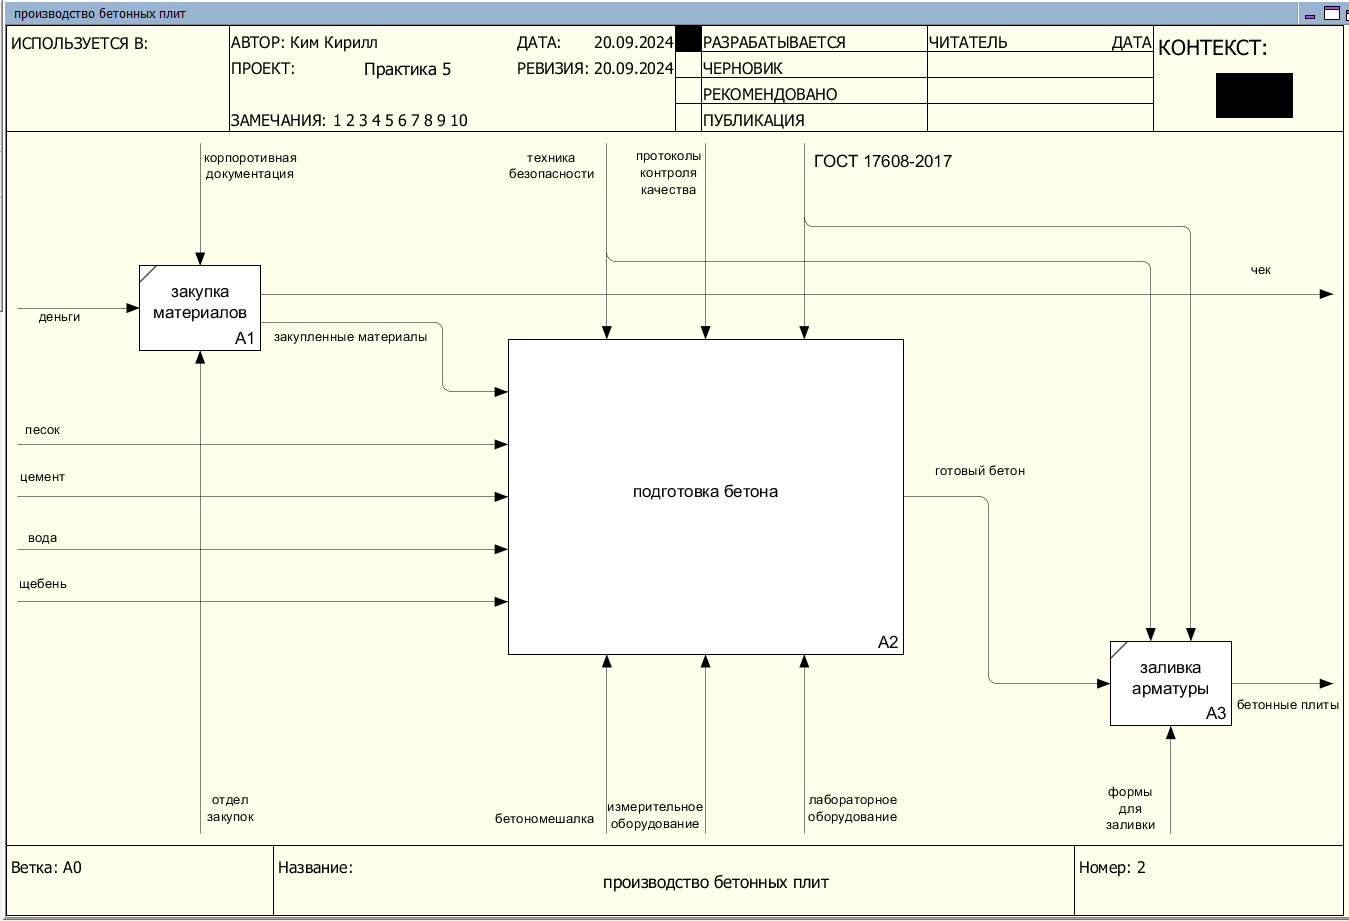 производство бетонных плит
ИСПОЛЬЗУЕТСЯ В:
АВТОР: Ким Кирилл
ДАТА: 20.09.2024
ПРОЕКТ: Практика 5
РЕВИЗИЯ: 20.09.2024
ЗАМЕЧАНИЯ: 1 2 3 4 5 6 7 8 9 10
РАЗРАБАТЫВАЕТСЯ
ЧЕРНОВИК
РЕКОМЕНДОВАНО
ПУБЛИКАЦИЯ
ЧИТАТЕЛЬ ДАТА
КОНТЕКСТ:
корпоротивная
документация
техника
безопасности
протоколы
контроля
качества
ГОСТ 17608-2017
чек
закупка
материалов
A1
деньги
закупленные материалы
песок
цемент
вода
щебень
подготовка бетона
A2
готовый бетон
заливка
арматуры
A3
бетонные плиты
отдел
закупок
бетономешалка
измерительное
оборудование
лабораторное
оборудование
формы
для
заливки
Ветка: A0
Название:
производство бетонных плит
Номер: 2